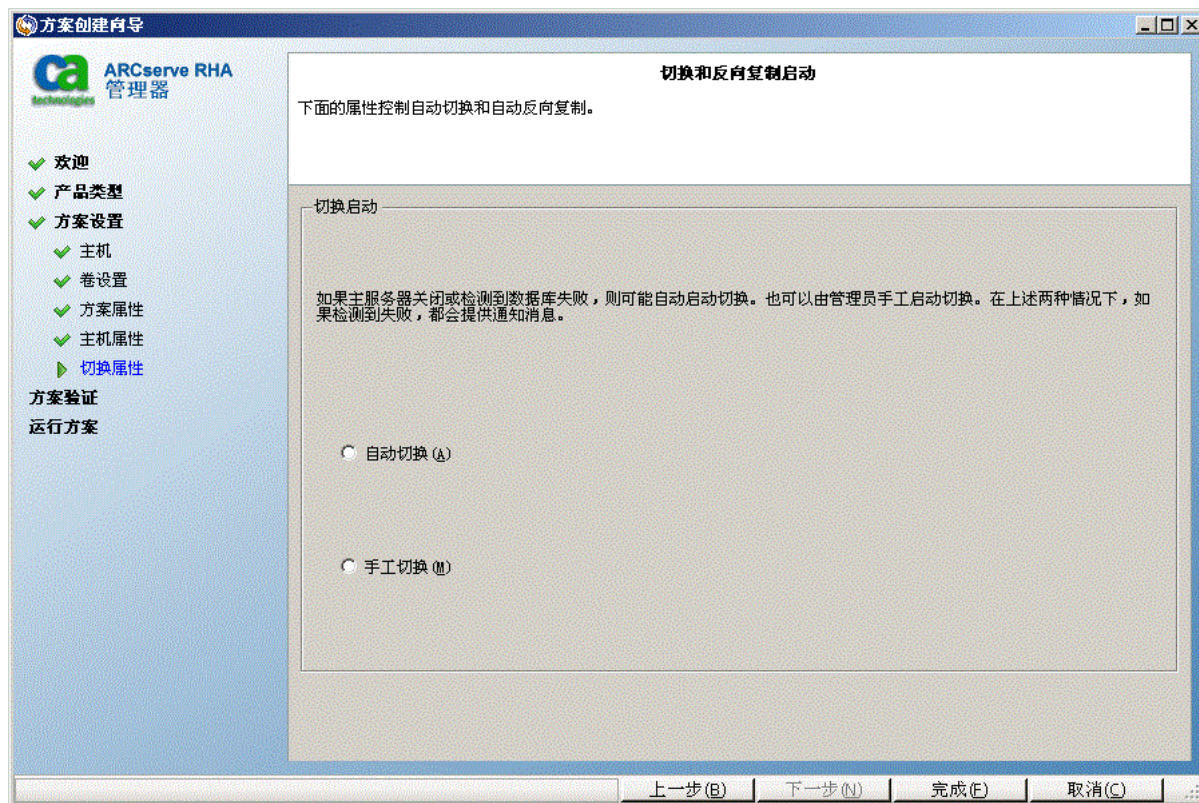 方案创建向导
ca
technologies
ARCserve RHA
管理器
欢迎
产品类型
方案设置
主机
卷设置
方案属性
主机属性
切换属性
方案验证
运行方案
切换和反向复制启动
下面的属性控制自动切换和自动反向复制。
切换启动
如果主服务器关闭或检测到数据库失败，则可能自动启动切换。也可以由管理员手工启动切换。在上述两种情况下，如
果检测到失败，都会提供通知消息。
自动切换(A)
手工切换(M)
上一步(B)
下一步(N)
完成(F)
取消(C)